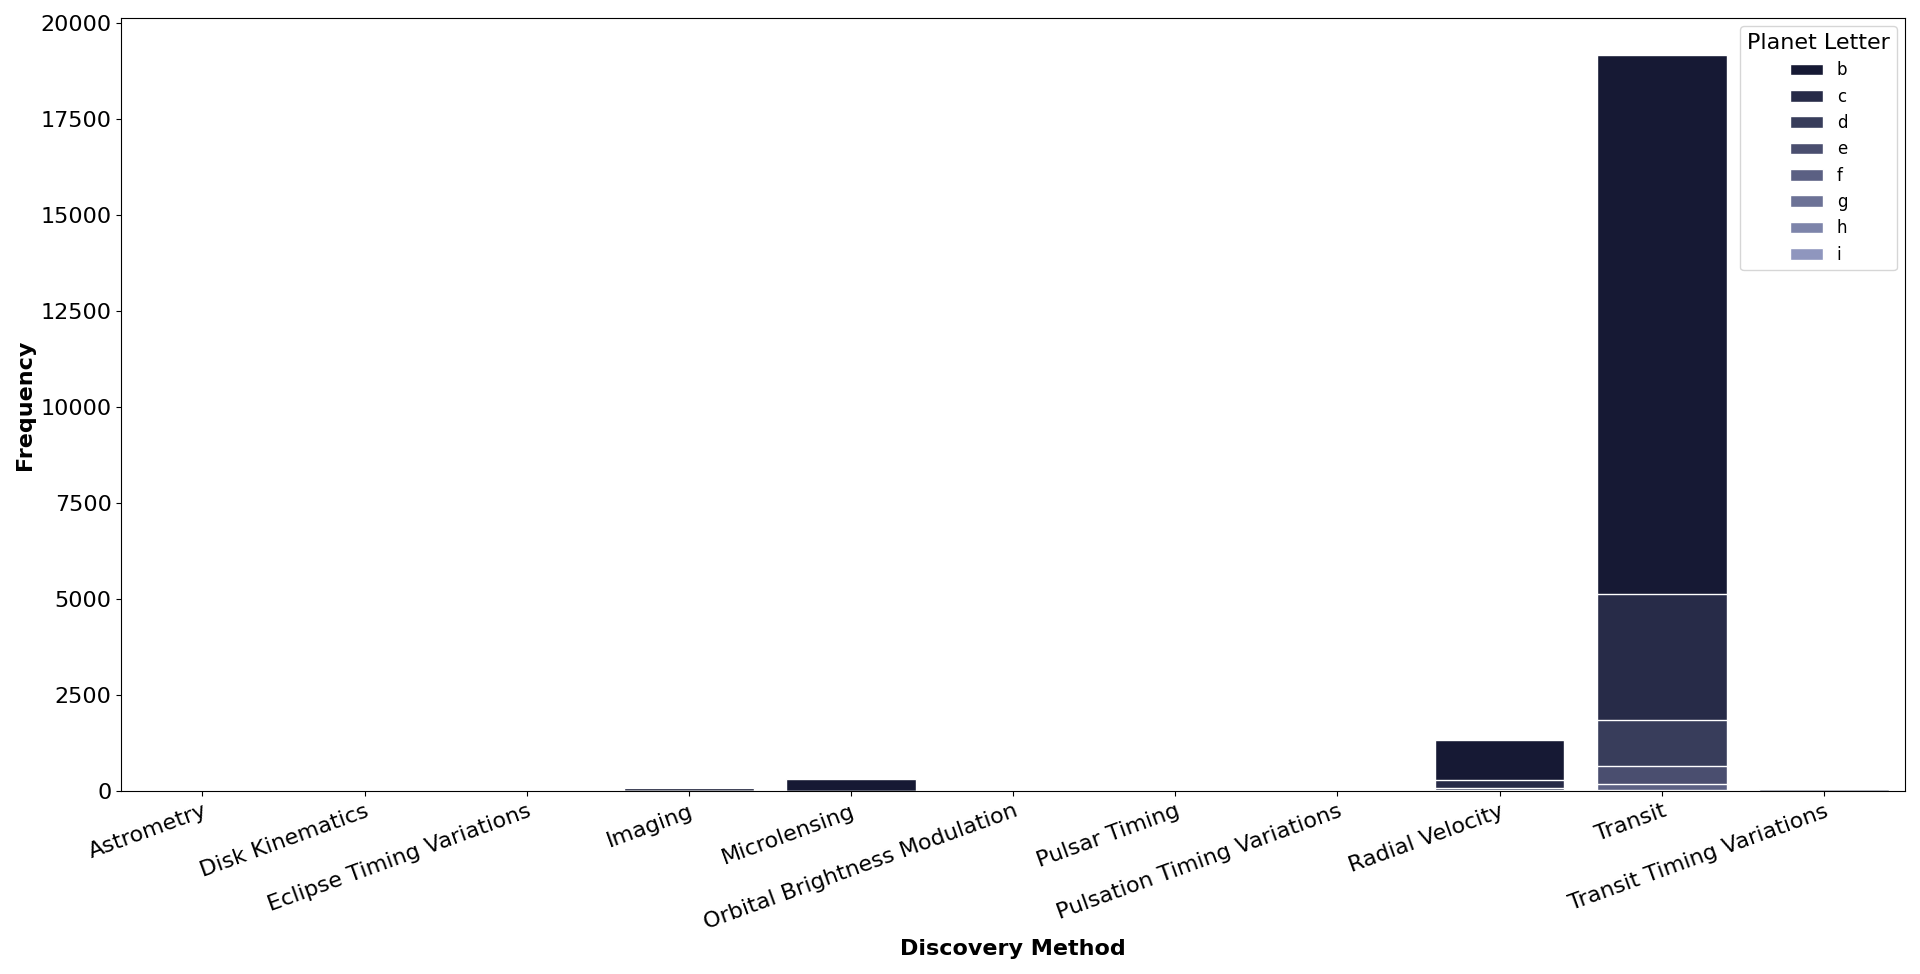 20000
17500
15000
12500
10000
7500
5000
2500
0
Frequency
Planet Letter
b
c
d
e
f
g
h
i
Astrometry
Disk Kinematics
Eclipse Timing Variations
Imaging
Microlensing
Orbital Brightness Modulation
Pulsar Timing
Pulsation Timing Variations
Radial Velocity
Transit
Transit Timing Variations
Discovery Method